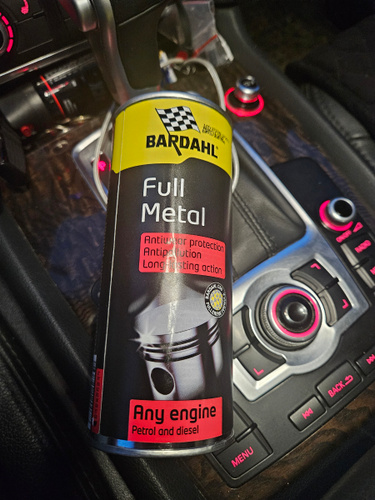 BARDAHL
Full
Metal
Antiwear protection
Antipollution
Long-lasting action
Any engine
Petrol and diesel
MENU
BACK